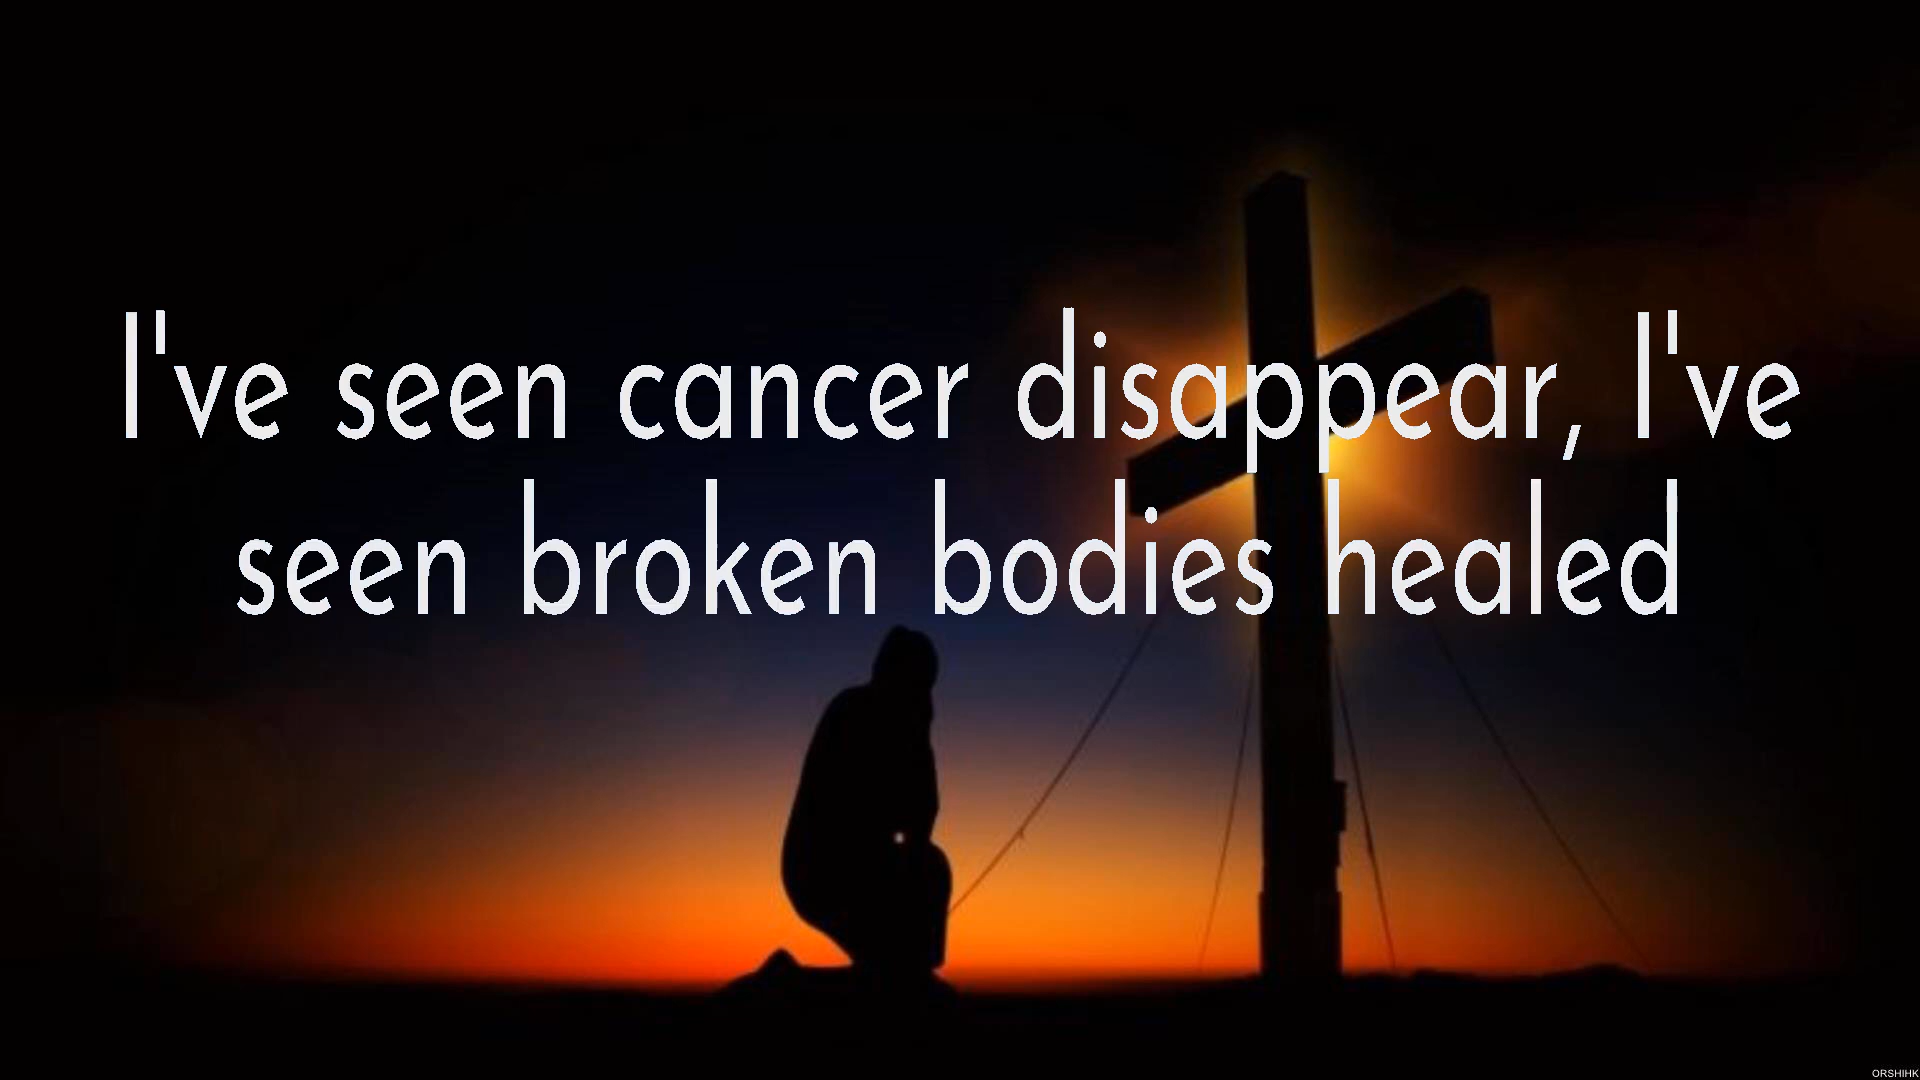 I've seen cancer disappear, I've
seen broken bodies healed
ORSHIHK